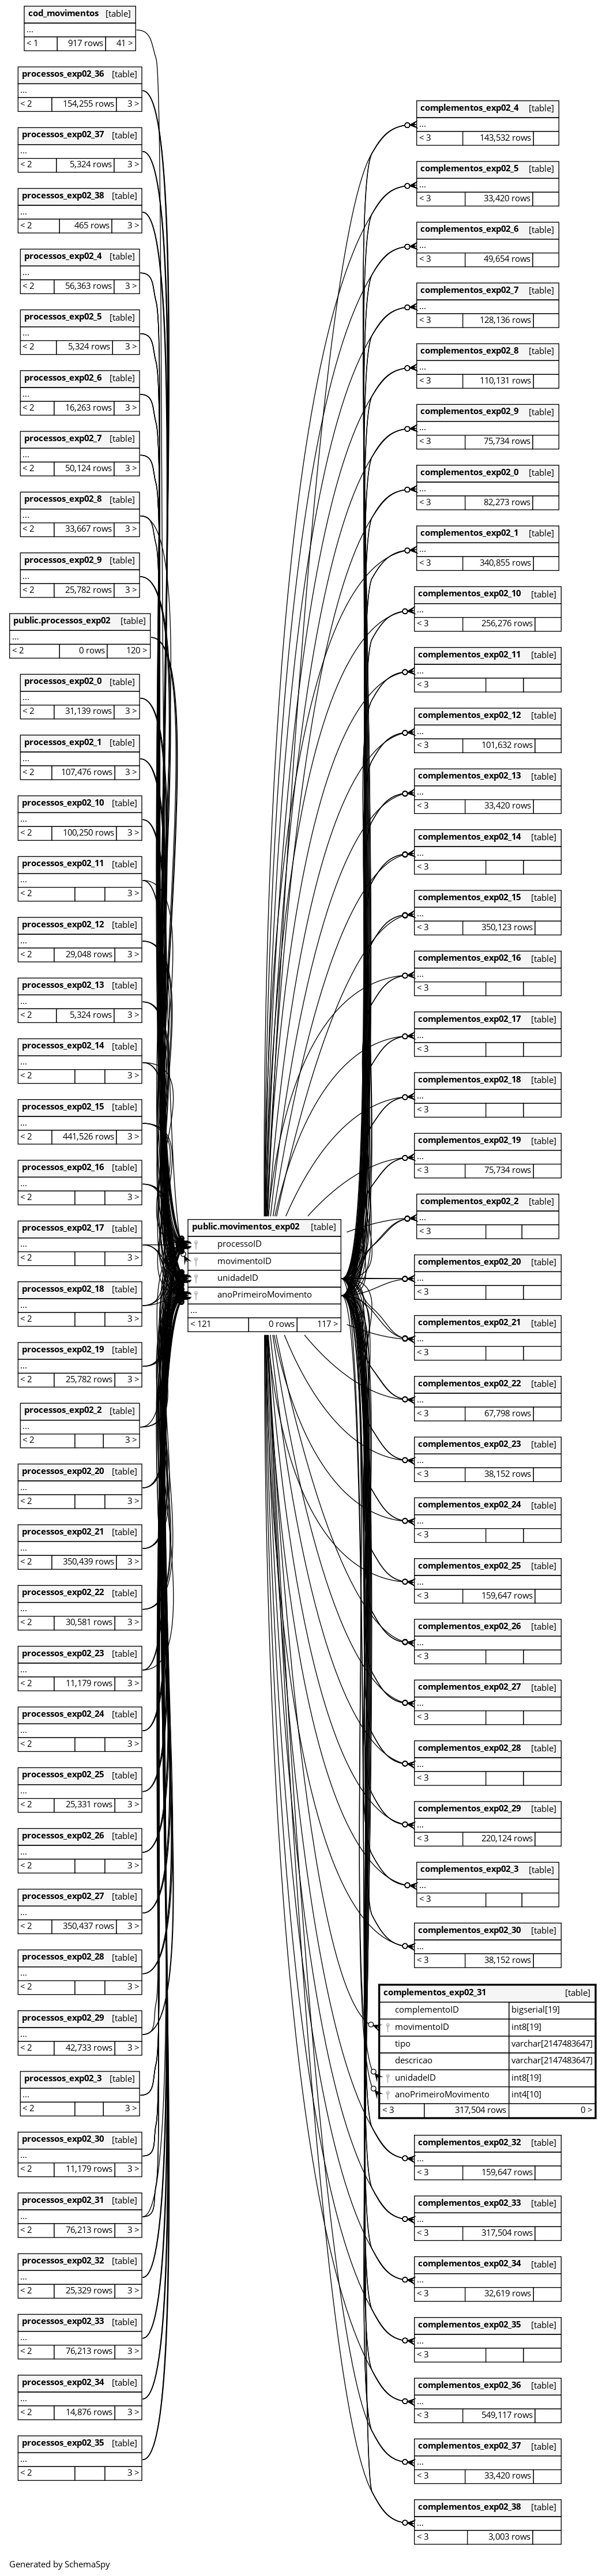 cod_movimentos [table]
...
< 1 917 rows 41 >
processos_exp02_36 [table]
...
< 2 154,255 rows 3 >
processos_exp02_37 [table]
...
< 2 5,324 rows 3 >
processos_exp02_38 [table]
...
< 2 465 rows 3 >
processos_exp02_4 [table]
...
< 2 56,363 rows 3 >
processos_exp02_5 [table]
...
< 2 5,324 rows 3 >
processos_exp02_6 [table]
...
< 2 16,263 rows 3 >
processos_exp02_7 [table]
...
< 2 50,124 rows 3 >
processos_exp02_8 [table]
...
< 2 33,667 rows 3 >
processos_exp02_9 [table]
...
< 2 25,782 rows 3 >
public.processos_exp02 [table]
...
< 2 0 rows 120 >
processos_exp02_0 [table]
...
< 2 31,139 rows 3 >
processos_exp02_1 [table]
...
< 2 107,476 rows 3 >
processos_exp02_10 [table]
...
< 2 100,250 rows 3 >
processos_exp02_11 [table]
...
< 2 3 >
processos_exp02_12 [table]
...
< 2 29,048 rows 3 >
processos_exp02_13 [table]
...
< 2 5,324 rows 3 >
processos_exp02_14 [table]
...
< 2 3 >
processos_exp02_15 [table]
...
< 2 441,526 rows 3 >
processos_exp02_16 [table]
...
< 2 3 >
processos_exp02_17 [table]
...
< 2 3 >
processos_exp02_18 [table]
...
< 2 3 >
processos_exp02_19 [table]
...
< 2 25,782 rows 3 >
processos_exp02_2 [table]
...
< 2 3 >
processos_exp02_20 [table]
...
< 2 3 >
processos_exp02_21 [table]
...
< 2 350,439 rows 3 >
processos_exp02_22 [table]
...
< 2 30,581 rows 3 >
processos_exp02_23 [table]
...
< 2 11,179 rows 3 >
processos_exp02_24 [table]
...
< 2 3 >
processos_exp02_25 [table]
...
< 2 25,331 rows 3 >
processos_exp02_26 [table]
...
< 2 3 >
processos_exp02_27 [table]
...
< 2 350,437 rows 3 >
processos_exp02_28 [table]
...
< 2 3 >
processos_exp02_29 [table]
...
< 2 42,733 rows 3 >
processos_exp02_3 [table]
...
< 2 3 >
processos_exp02_30 [table]
...
< 2 11,179 rows 3 >
processos_exp02_31 [table]
...
< 2 76,213 rows 3 >
processos_exp02_32 [table]
...
< 2 25,329 rows 3 >
processos_exp02_33 [table]
...
< 2 76,213 rows 3 >
processos_exp02_34 [table]
...
< 2 14,876 rows 3 >
processos_exp02_35 [table]
...
< 2 3 >
public.movimentos_exp02 [table]
processoID
movimentoID
unidadeID
anoPrimeiroMovimento
...
< 121 0 rows 117 >
complementos_exp02_4 [table]
...
< 3 143,532 rows
complementos_exp02_5 [table]
...
< 3 33,420 rows
complementos_exp02_6 [table]
...
< 3 49,654 rows
complementos_exp02_7 [table]
...
< 3 128,136 rows
complementos_exp02_8 [table]
...
< 3 110,131 rows
complementos_exp02_9 [table]
...
< 3 75,734 rows
complementos_exp02_0 [table]
...
< 3 82,273 rows
complementos_exp02_1 [table]
...
< 3 340,855 rows
complementos_exp02_10 [table]
...
< 3 256,276 rows
complementos_exp02_11 [table]
...
< 3
complementos_exp02_12 [table]
...
< 3 101,632 rows
complementos_exp02_13 [table]
...
< 3 33,420 rows
complementos_exp02_14 [table]
...
< 3
complementos_exp02_15 [table]
...
< 3 350,123 rows
complementos_exp02_16 [table]
...
< 3
complementos_exp02_17 [table]
...
< 3
complementos_exp02_18 [table]
...
< 3
complementos_exp02_19 [table]
...
< 3 75,734 rows
complementos_exp02_2 [table]
...
< 3
complementos_exp02_20 [table]
...
< 3
complementos_exp02_21 [table]
...
< 3
complementos_exp02_22 [table]
...
< 3 67,798 rows
complementos_exp02_23 [table]
...
< 3 38,152 rows
complementos_exp02_24 [table]
...
< 3
complementos_exp02_25 [table]
...
< 3 159,647 rows
complementos_exp02_26 [table]
...
< 3
complementos_exp02_27 [table]
...
< 3
complementos_exp02_28 [table]
...
< 3
complementos_exp02_29 [table]
...
< 3 220,124 rows
complementos_exp02_3 [table]
...
< 3
complementos_exp02_30 [table]
...
< 3 38,152 rows
complementos_exp02_31 [table]
complementoID bigserial[19]
movimentoID int8[19]
tipo varchar[2147483647]
descricao varchar[2147483647]
unidadeID int8[19]
anoPrimeiroMovimento int4[10]
< 3 317,504 rows 0 >
complementos_exp02_32 [table]
...
< 3 159,647 rows
complementos_exp02_33 [table]
...
< 3 317,504 rows
complementos_exp02_34 [table]
...
< 3 32,619 rows
complementos_exp02_35 [table]
...
< 3
complementos_exp02_36 [table]
...
< 3 549,117 rows
complementos_exp02_37 [table]
...
< 3 33,420 rows
complementos_exp02_38 [table]
...
< 3 3,003 rows
Generated by SchemaSpy